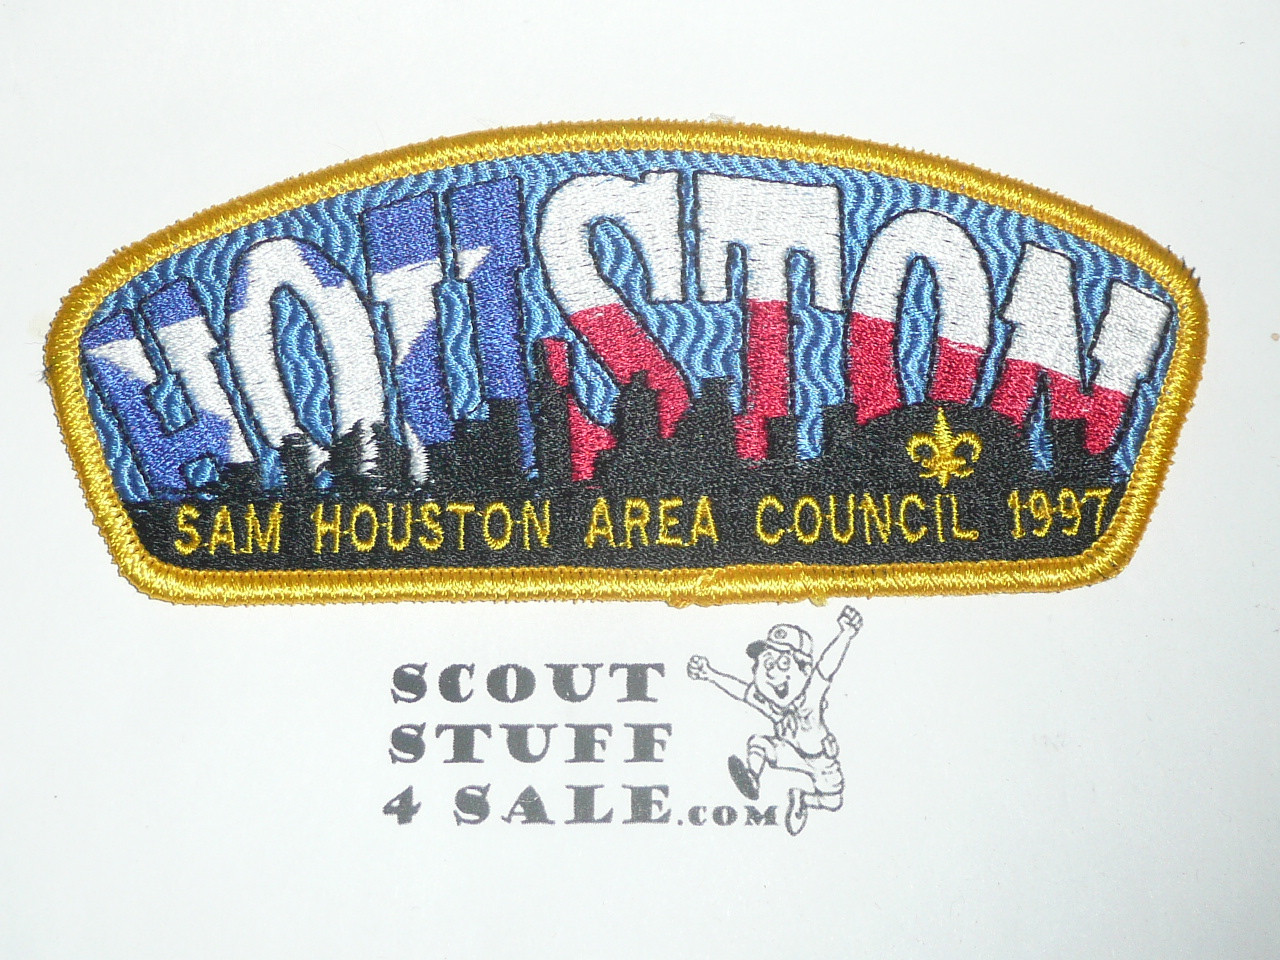 HOUSTON
SAM HOUSTON AREA COUNCIL 1997
SCOUT
STUFF
4 SALE.COM